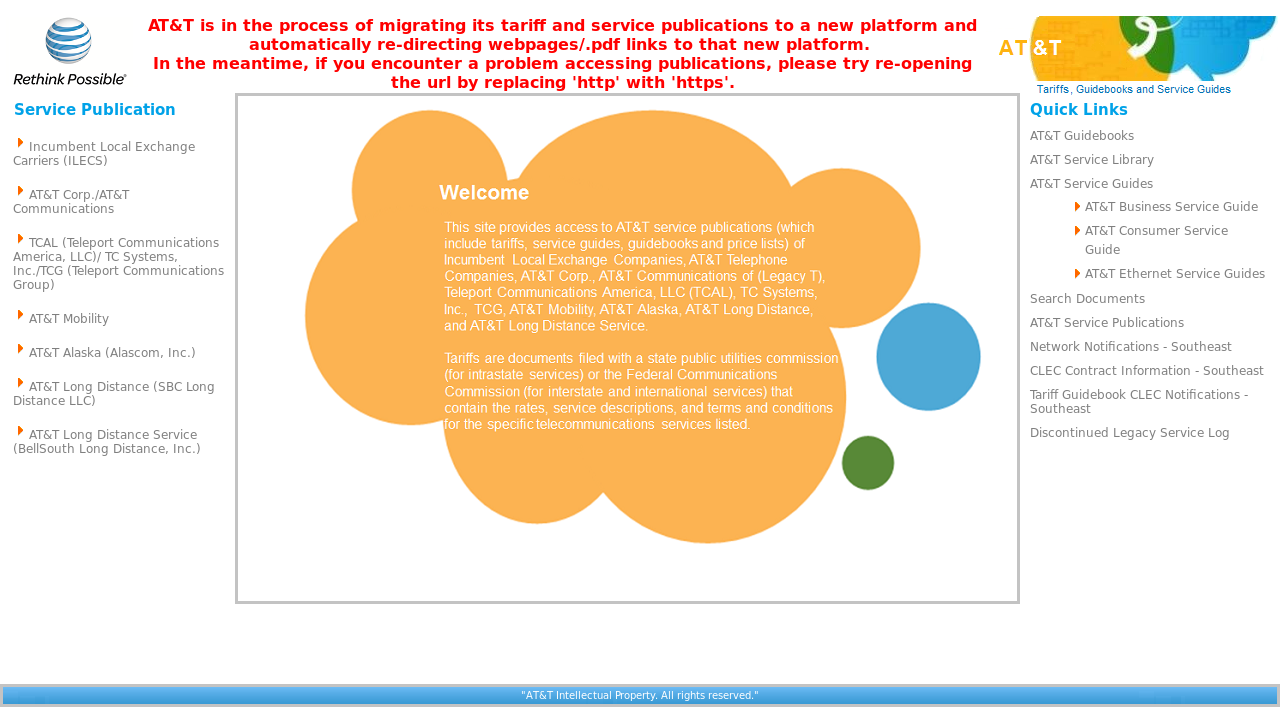 Rethink Possible®
AT&T is in the process of migrating its tariff and service publications to a new platform and
automatically re-directing webpages/.pdf links to that new platform.
In the meantime, if you encounter a problem accessing publications, please try re-opening
the url by replacing 'http' with 'https'.
AT&T
Tariffs, Guidebooks and Service Guides
Service Publication
Incumbent Local Exchange
Carriers (ILECS)
AT&T Corp./AT&T
Communications
TCAL (Teleport Communications
America, LLC)/ TC Systems,
Inc./TCG (Teleport Communications
Group)
AT&T Mobility
AT&T Alaska (Alascom, Inc.)
AT&T Long Distance (SBC Long
Distance LLC)
AT&T Long Distance Service
(BellSouth Long Distance, Inc.)
Welcome
This site provides access to AT&T service publications (which
include tariffs, service guides, guidebooks and price lists) of
Incumbent Local Exchange Companies, AT&T Telephone
Companies, AT&T Corp., AT&T Communications of (Legacy T),
Teleport Communications America, LLC (TCAL), TC Systems,
Inc., TCG, AT&T Mobility, AT&T Alaska, AT&T Long Distance,
and AT&T Long Distance Service.
Tariffs are documents filed with a state public utilities commission
(for intrastate services) or the Federal Communications
Commission (for interstate and international services) that
contain the rates, service descriptions, and terms and conditions
for the specific telecommunications services listed.
Quick Links
AT&T Guidebooks
AT&T Service Library
AT&T Service Guides
AT&T Business Service Guide
AT&T Consumer Service
Guide
AT&T Ethernet Service Guides
Search Documents
AT&T Service Publications
Network Notifications - Southeast
CLEC Contract Information - Southeast
Tariff Guidebook CLEC Notifications -
Southeast
Discontinued Legacy Service Log
"AT&T Intellectual Property. All rights reserved."